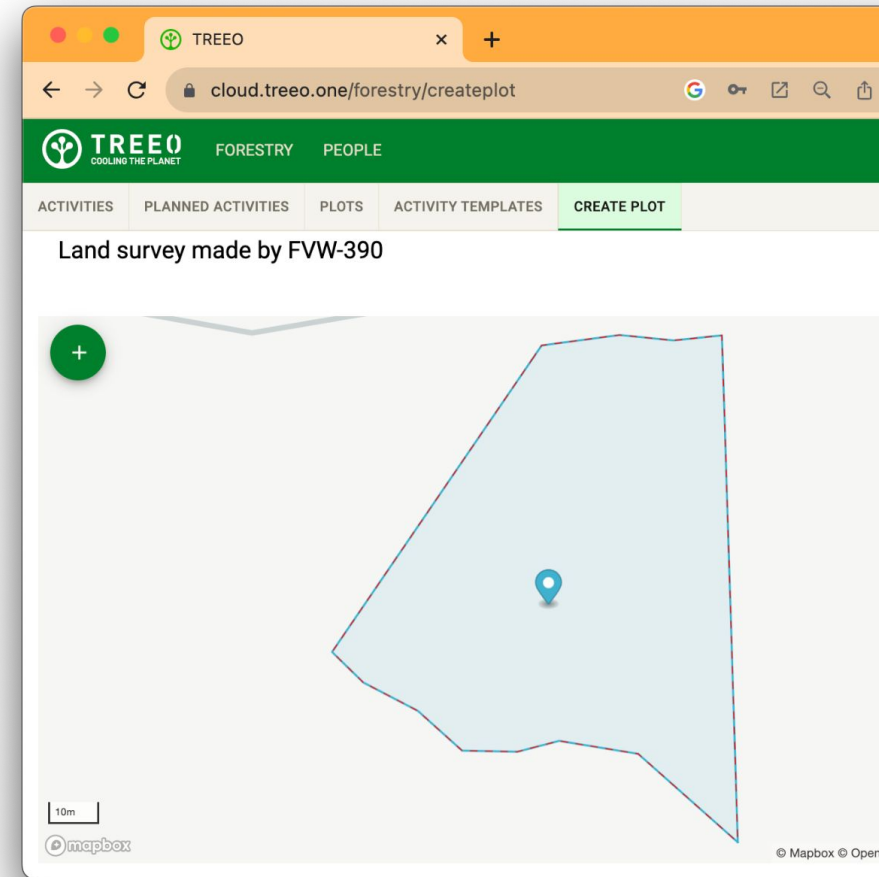 TREEO
cloud.treeo.one/forestry/createplot
TREEO
COOLING THE PLANET
FORESTRY PEOPLE
ACTIVITIES PLANNED ACTIVITIES PLOTS ACTIVITY TEMPLATES CREATE PLOT
Land survey made by FVW-390
10m
mapbox
© Mapbox © Open